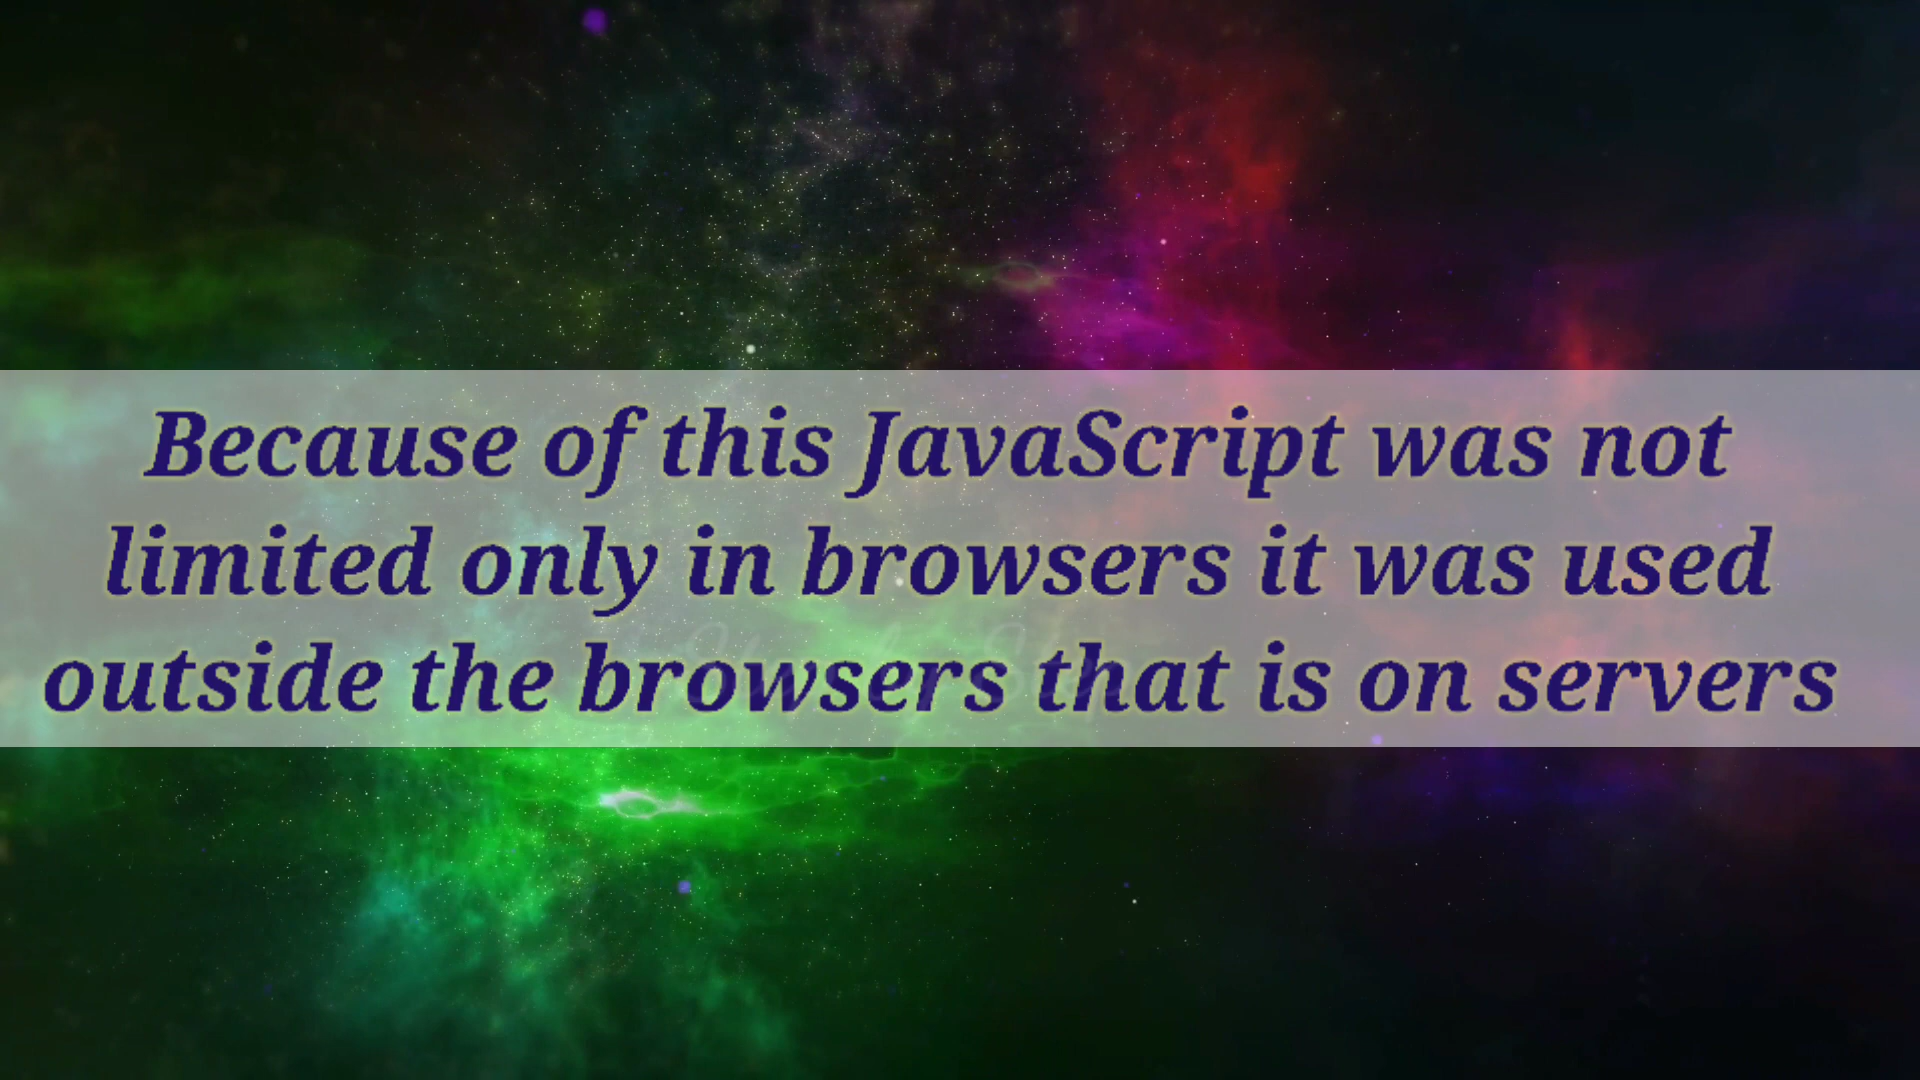 Because of this JavaScript was not
limited only in browsers it was used
outside the browsers that is on servers